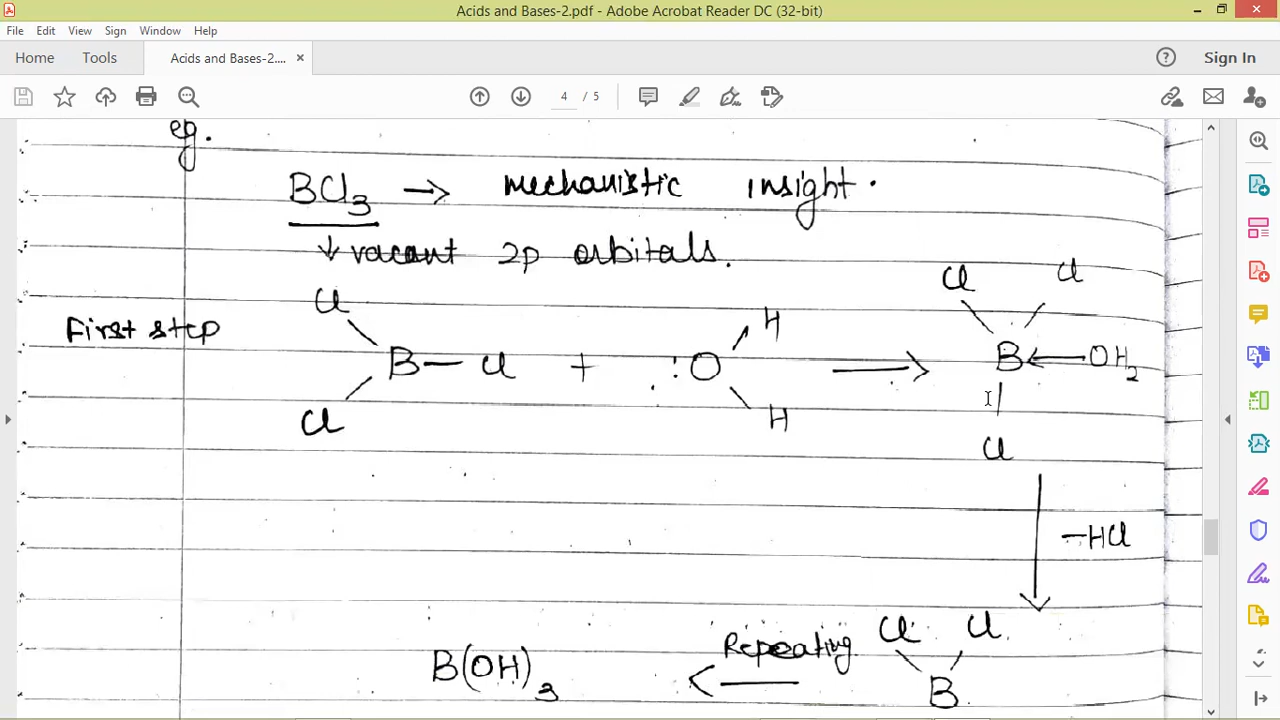 Acids and Bases-2.pdf - Adobe Acrobat Reader DC (32-bit)
File Edit View Sign Window Help
Home Tools Acids and Bases-2.... × Sign In
4 / 5
eg.
BCl3 → mechanistic insight.
↓ vacant 2p orbitals.
Cl Cl Cl
First step
B — Cl + :O H H → B ← OH2
Cl Cl
-HCl
Repeating Cl Cl
B(OH)3 ← B